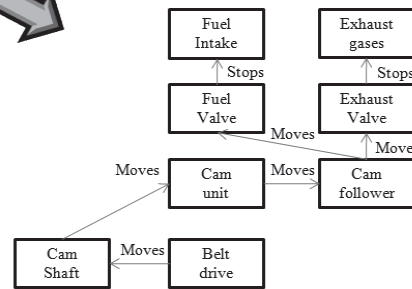 Fuel
Intake
Exhaust
gases
Stops
Stops
Fuel
Valve
Exhaust
Valve
Moves
Move
Moves
Cam
unit
Moves
Cam
follower
Cam
Shaft
Moves
Belt
drive